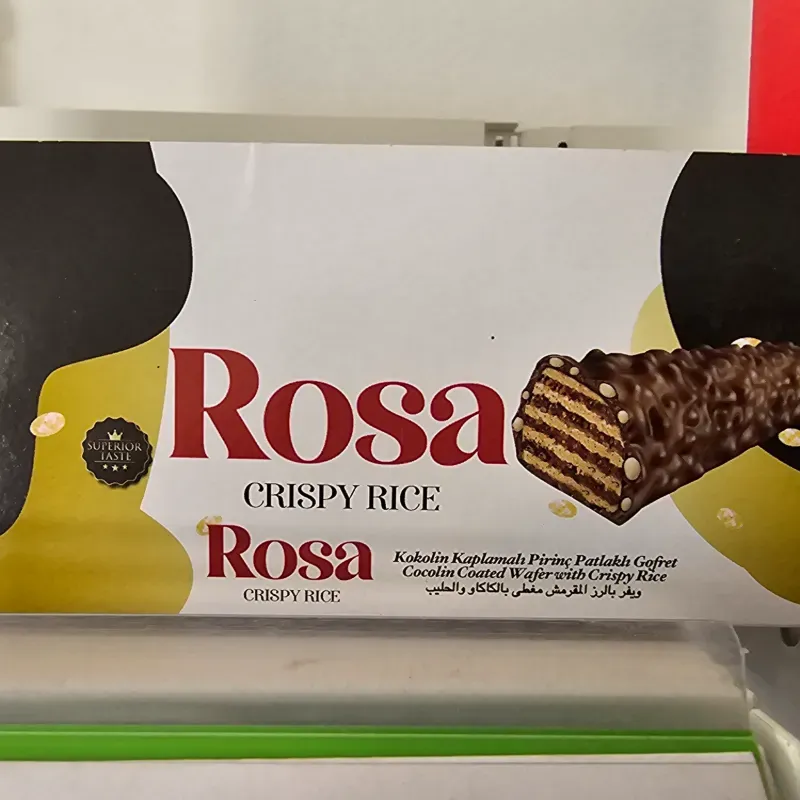 SUPERIOR
TASTE
Rosa
CRISPY RICE
Rosa
CRISPY RICE
Kokolin Kaplamalı Pirinç Patlaklı Gofret
Cocolin Coated Wafer with Crispy Rice
ويفر بالرز المقرمش مغطى بالكاكاو والحليب